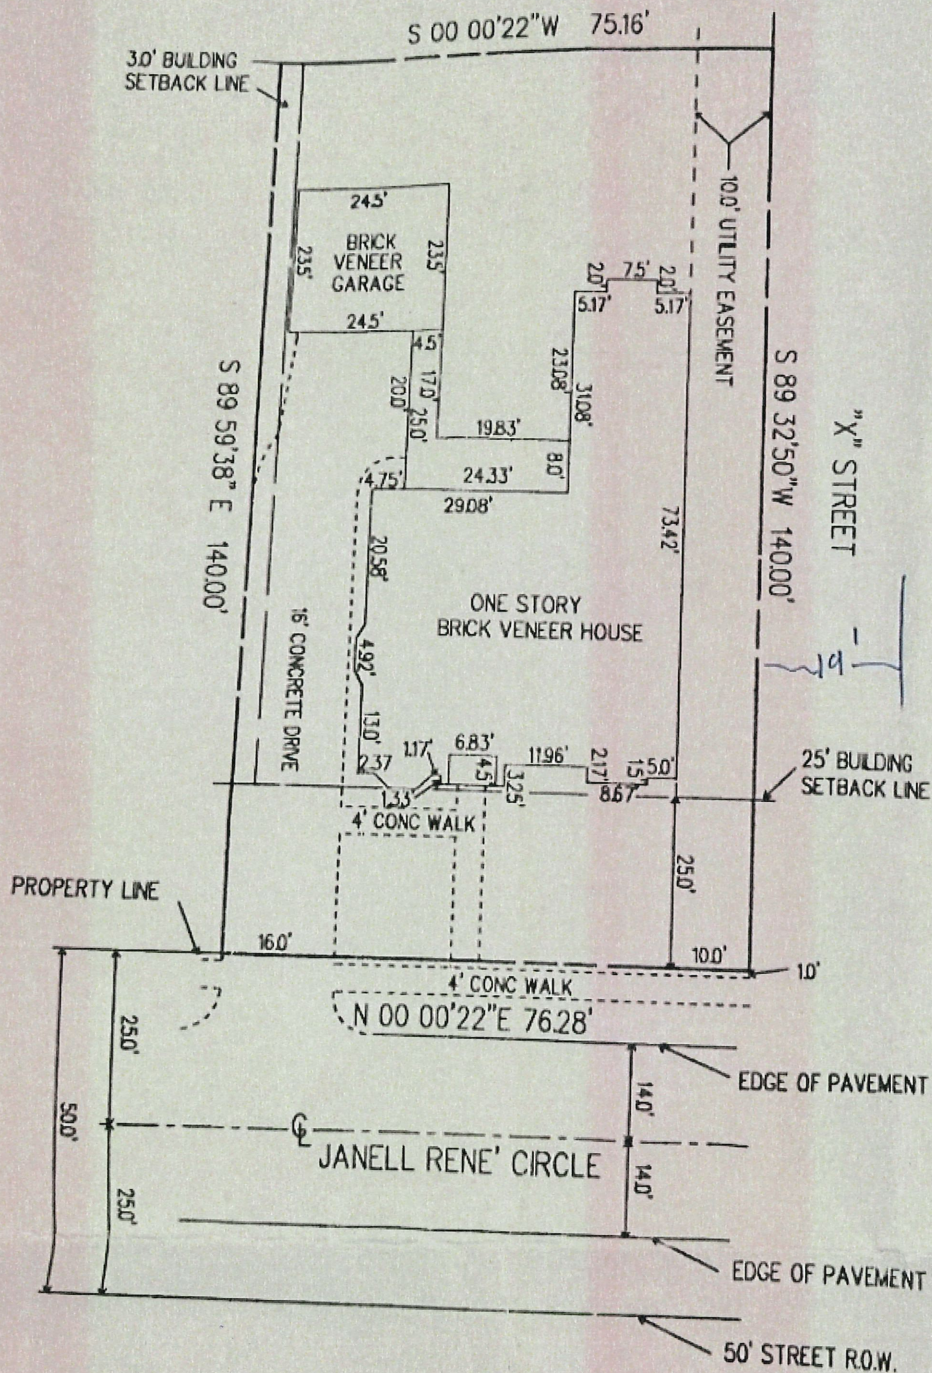 S 00 00'22"W 75.16'
3.0' BUILDING
SETBACK LINE
10.0' UTILITY EASEMENT
24.5'
BRICK
VENEER
GARAGE
23.5'
23.5'
24.5'
4.5'
2.0'
7.5'
2.0'
5.17'
5.17'
23.08'
31.08'
17.0'
20.0'
25.0'
19.83'
8.0'
24.33'
4.75'
29.08'
S 89 59'38" E 140.00'
S 89 32'50"W 140.00'
"X" STREET
73.42'
20.58'
ONE STORY
BRICK VENEER HOUSE
4.92'
16' CONCRETE DRIVE
19'
13.0'
2.37
1.17'
6.83'
4.5'
11.96'
3.25'
2.17'
1.5'
5.0'
8.67'
1.33'
25' BUILDING
SETBACK LINE
4' CONC WALK
25.0'
PROPERTY LINE
16.0'
10.0'
1.0'
4' CONC WALK
N 00 00'22"E 76.28'
EDGE OF PAVEMENT
25.0'
14.0'
50.0'
℄
JANELL RENE' CIRCLE
14.0'
25.0'
EDGE OF PAVEMENT
50' STREET R.O.W.